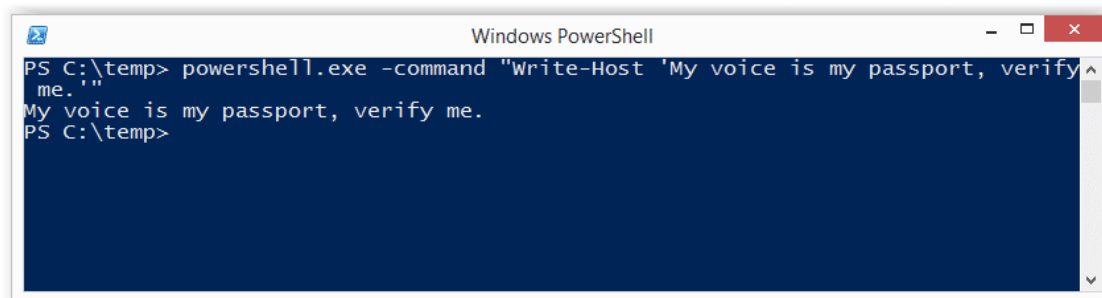 Windows PowerShell
PS C:\temp> powershell.exe -command "Write-Host 'My voice is my passport, verify
 me.'"
My voice is my passport, verify me.
PS C:\temp>